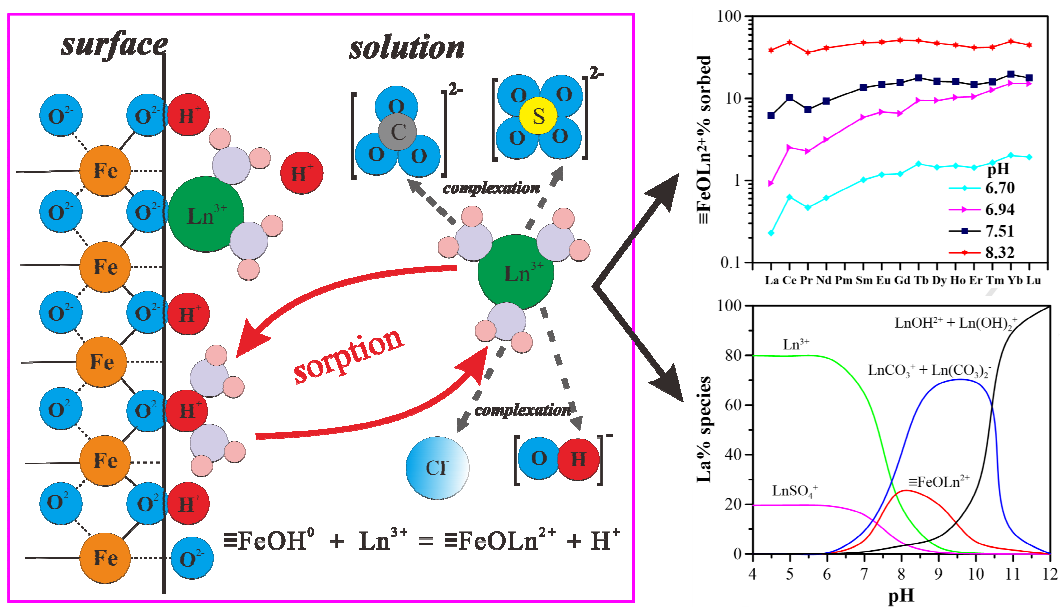 surface
solution
O²⁻ O²⁻ H⁺
Fe
O²⁻ O²⁻ Ln³⁺
H⁺
Fe
O²⁻ O²⁻ H⁺
Fe
O²⁻ O²⁻ H⁺
Fe
O² O² H⁺
Fe O²⁻
O
C
O O
2-
O O
S
O O
2-
complexation
Ln³⁺
sorption
complexation
Cl⁻
O H
-
≡FeOH⁰ + Ln³⁺ = ≡FeOLn²⁺ + H⁺
≡FeOLn²⁺% sorbed
100
10
1
0.1
pH
6.70
6.94
7.51
8.32
La Ce Pr Nd Pm Sm Eu Gd Tb Dy Ho Er Tm Yb Lu
La% species
100
80
60
40
20
0
LnOH²⁺ + Ln(OH)₂⁺
Ln³⁺
LnCO₃⁺ + Ln(CO₃)₂⁻
LnSO₄⁺
≡FeOLn²⁺
4 5 6 7 8 9 10 11 12
pH